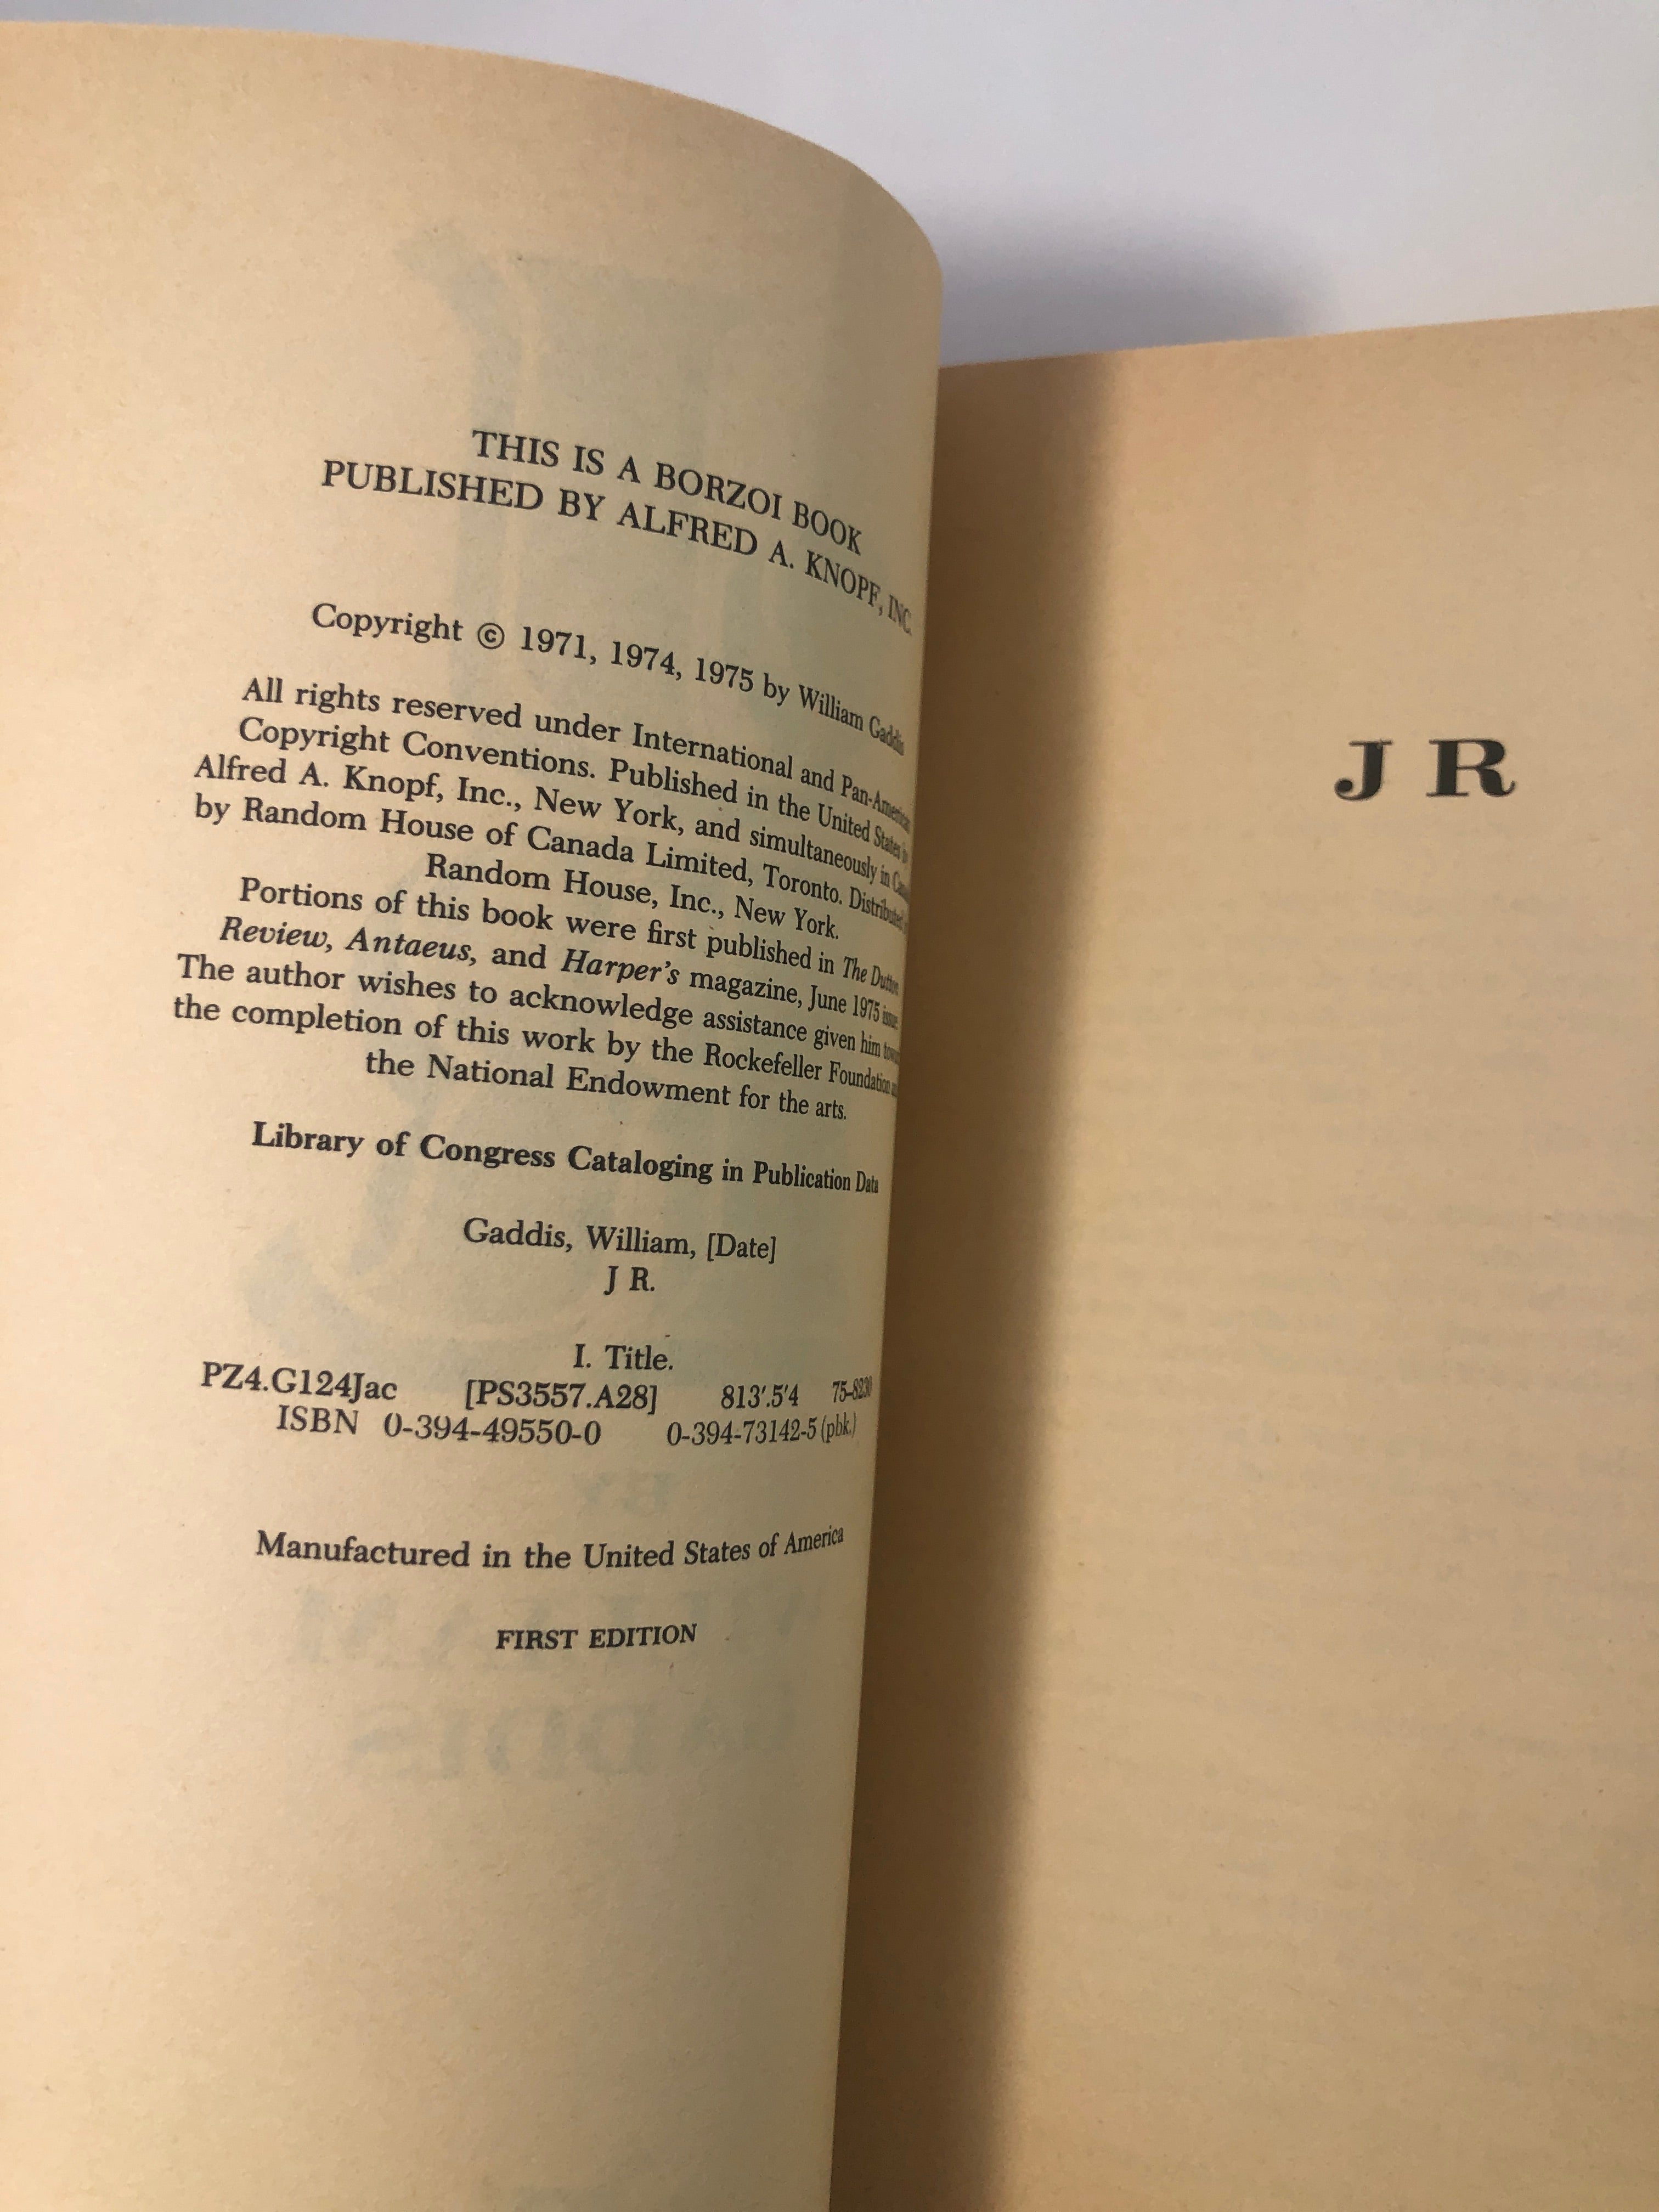 THIS IS A BORZOI BOOK
PUBLISHED BY ALFRED A. KNOPF, INC.
Copyright © 1971, 1974, 1975 by William Gaddis
All rights reserved under International and Pan-American
Copyright Conventions. Published in the United States by
Alfred A. Knopf, Inc., New York, and simultaneously in
by Random House of Canada Limited, Toronto. Distributed
Random House, Inc., New York.
Portions of this book were first published in The Dutton
Review, Antaeus, and Harper's magazine, June 1975 issue.
The author wishes to acknowledge assistance given him
the completion of this work by the Rockefeller Foundation
the National Endowment for the arts.
Library of Congress Cataloging in Publication Data
Gaddis, William, [Date]
J R.
I. Title.
PZ4.G124Jac [PS3557.A28] 813'.5'4 75-8230
ISBN 0-394-49550-0 0-394-73142-5 (pbk.)
Manufactured in the United States of America
FIRST EDITION
J R